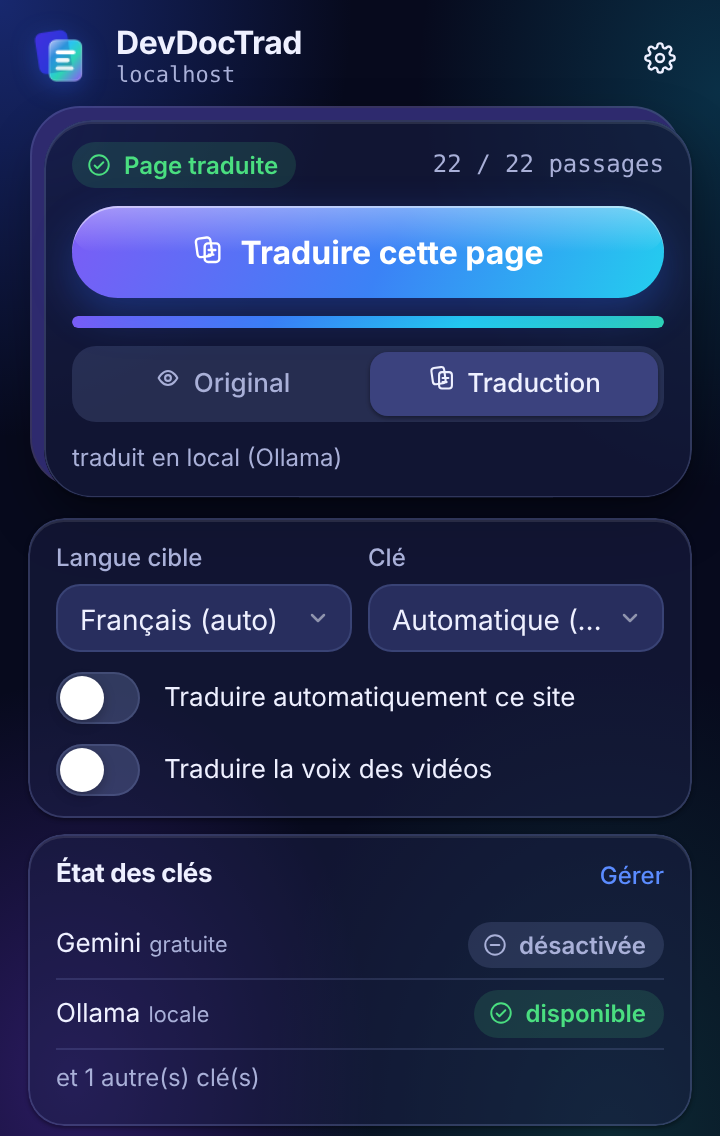 DevDocTrad
localhost
Page traduite
22 / 22 passages
Traduire cette page
Original
Traduction
traduit en local (Ollama)
Langue cible
Clé
Français (auto)
Automatique (...
Traduire automatiquement ce site
Traduire la voix des vidéos
État des clés
Gérer
Gemini gratuite
désactivée
Ollama locale
disponible
et 1 autre(s) clé(s)